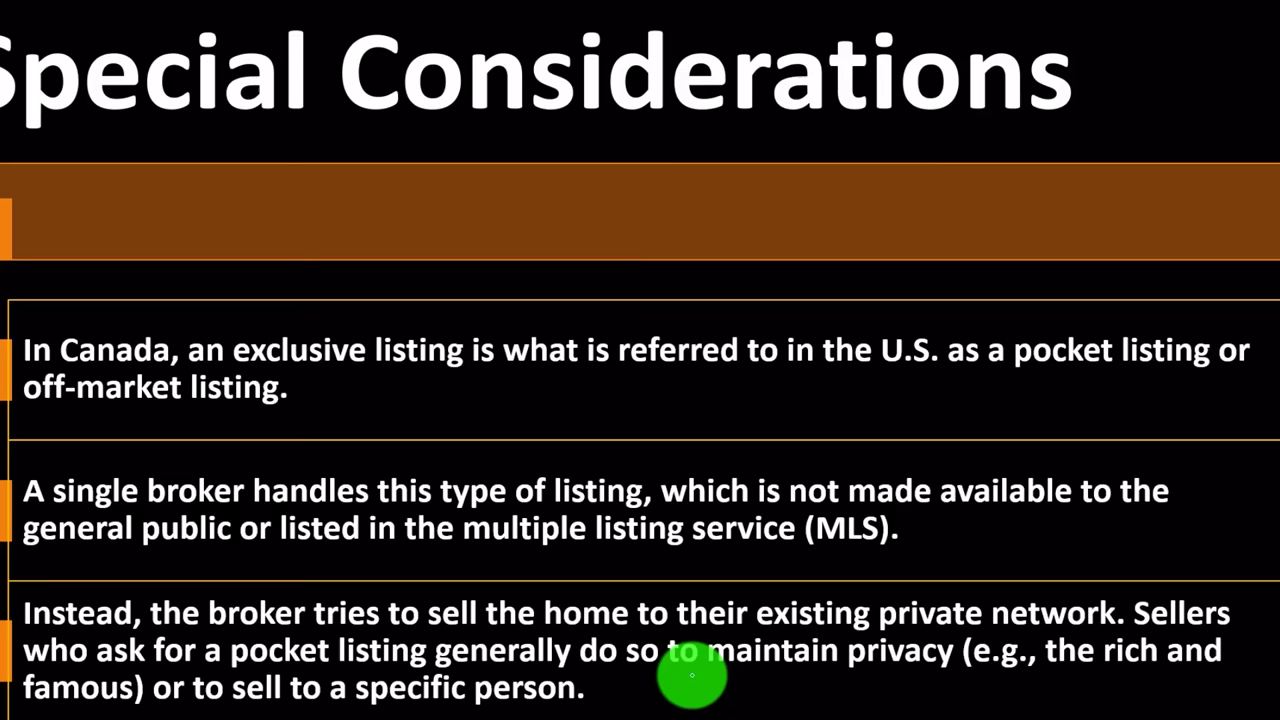 Special Considerations
In Canada, an exclusive listing is what is referred to in the U.S. as a pocket listing or
off-market listing.
A single broker handles this type of listing, which is not made available to the
general public or listed in the multiple listing service (MLS).
Instead, the broker tries to sell the home to their existing private network. Sellers
who ask for a pocket listing generally do so to maintain privacy (e.g., the rich and
famous) or to sell to a specific person.